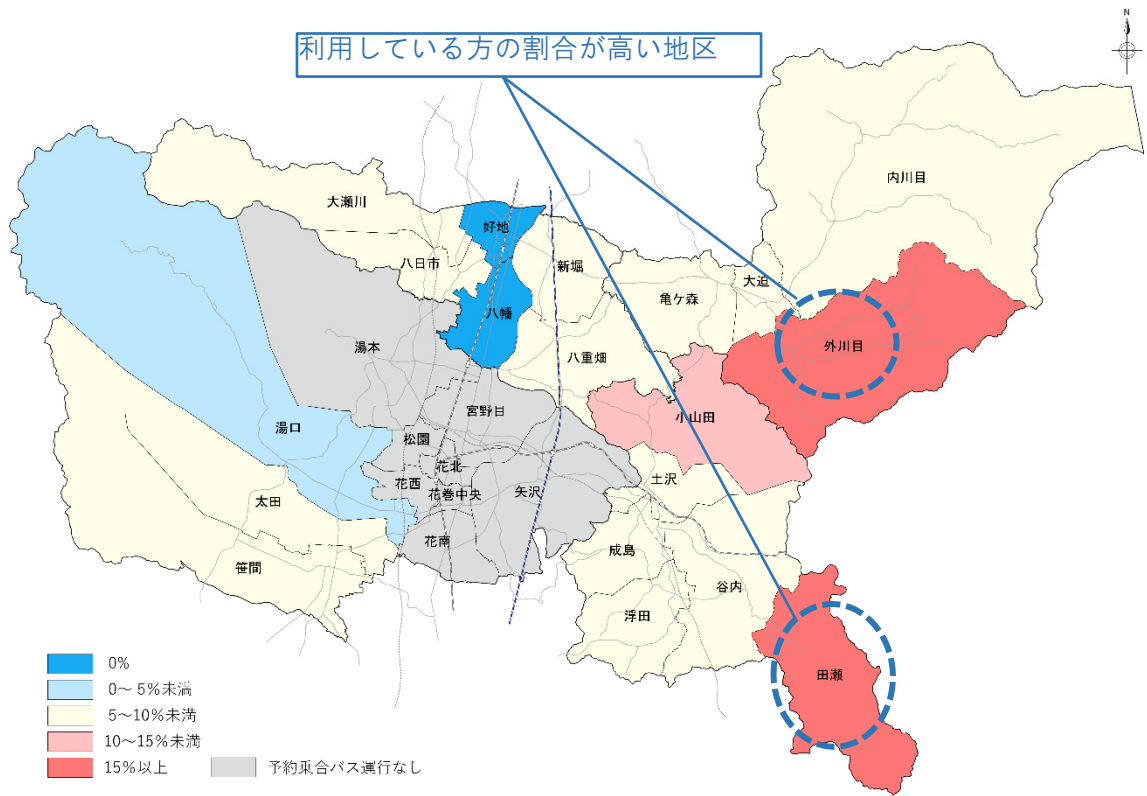 N
利用している方の割合が高い地区
内川目
大瀬川
好地
八日市
新堀
大迫
亀ケ森
八幡
外川目
湯本
八重畑
宮野目
小山田
湯口
松園
花北
土沢
花西
花巻中央
矢沢
太田
花南
成島
笹間
谷内
浮田
田瀬
0%
0～5%未満
5～10%未満
10～15%未満
15%以上
予約乗合バス運行なし